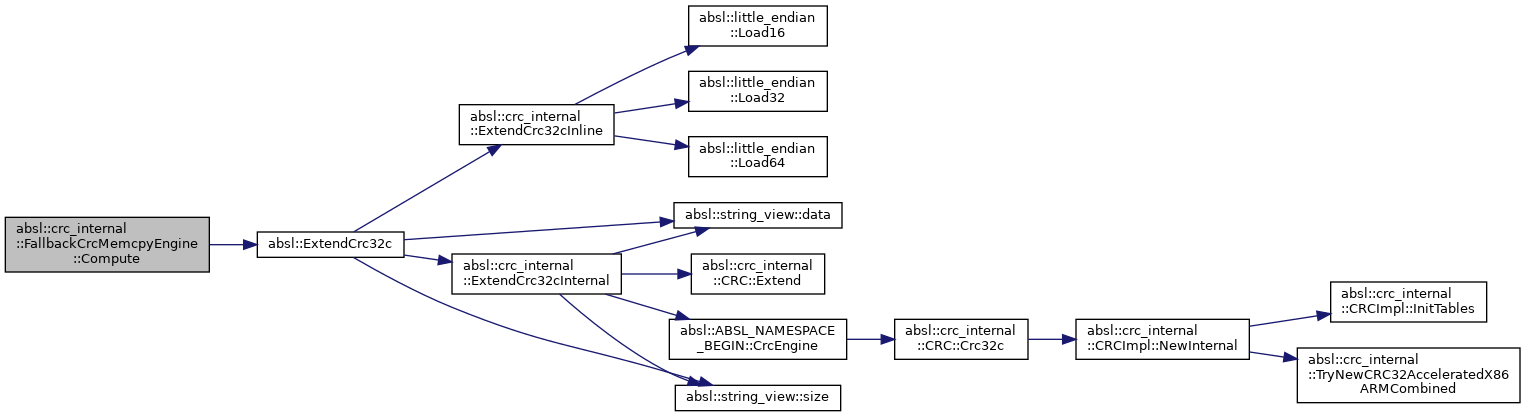 absl::crc_internal
::FallbackCrcMemcpyEngine
::Compute
absl::ExtendCrc32c
absl::crc_internal
::ExtendCrc32cInline
absl::little_endian
::Load16
absl::little_endian
::Load32
absl::little_endian
::Load64
absl::string_view::data
absl::crc_internal
::ExtendCrc32cInternal
absl::crc_internal
::CRC::Extend
absl::ABSL_NAMESPACE
_BEGIN::CrcEngine
absl::string_view::size
absl::crc_internal
::CRC::Crc32c
absl::crc_internal
::CRCImpl::NewInternal
absl::crc_internal
::CRCImpl::InitTables
absl::crc_internal
::TryNewCRC32AcceleratedX86
ARMCombined